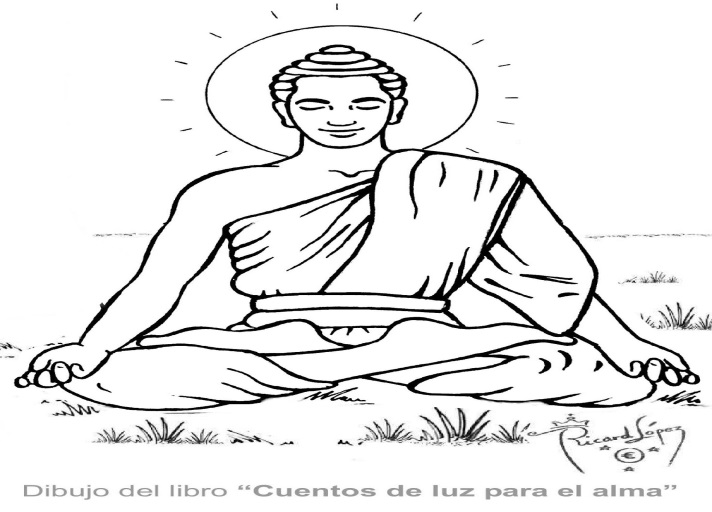 Ricard López
€
Dibujo del libro “Cuentos de luz para el alma”